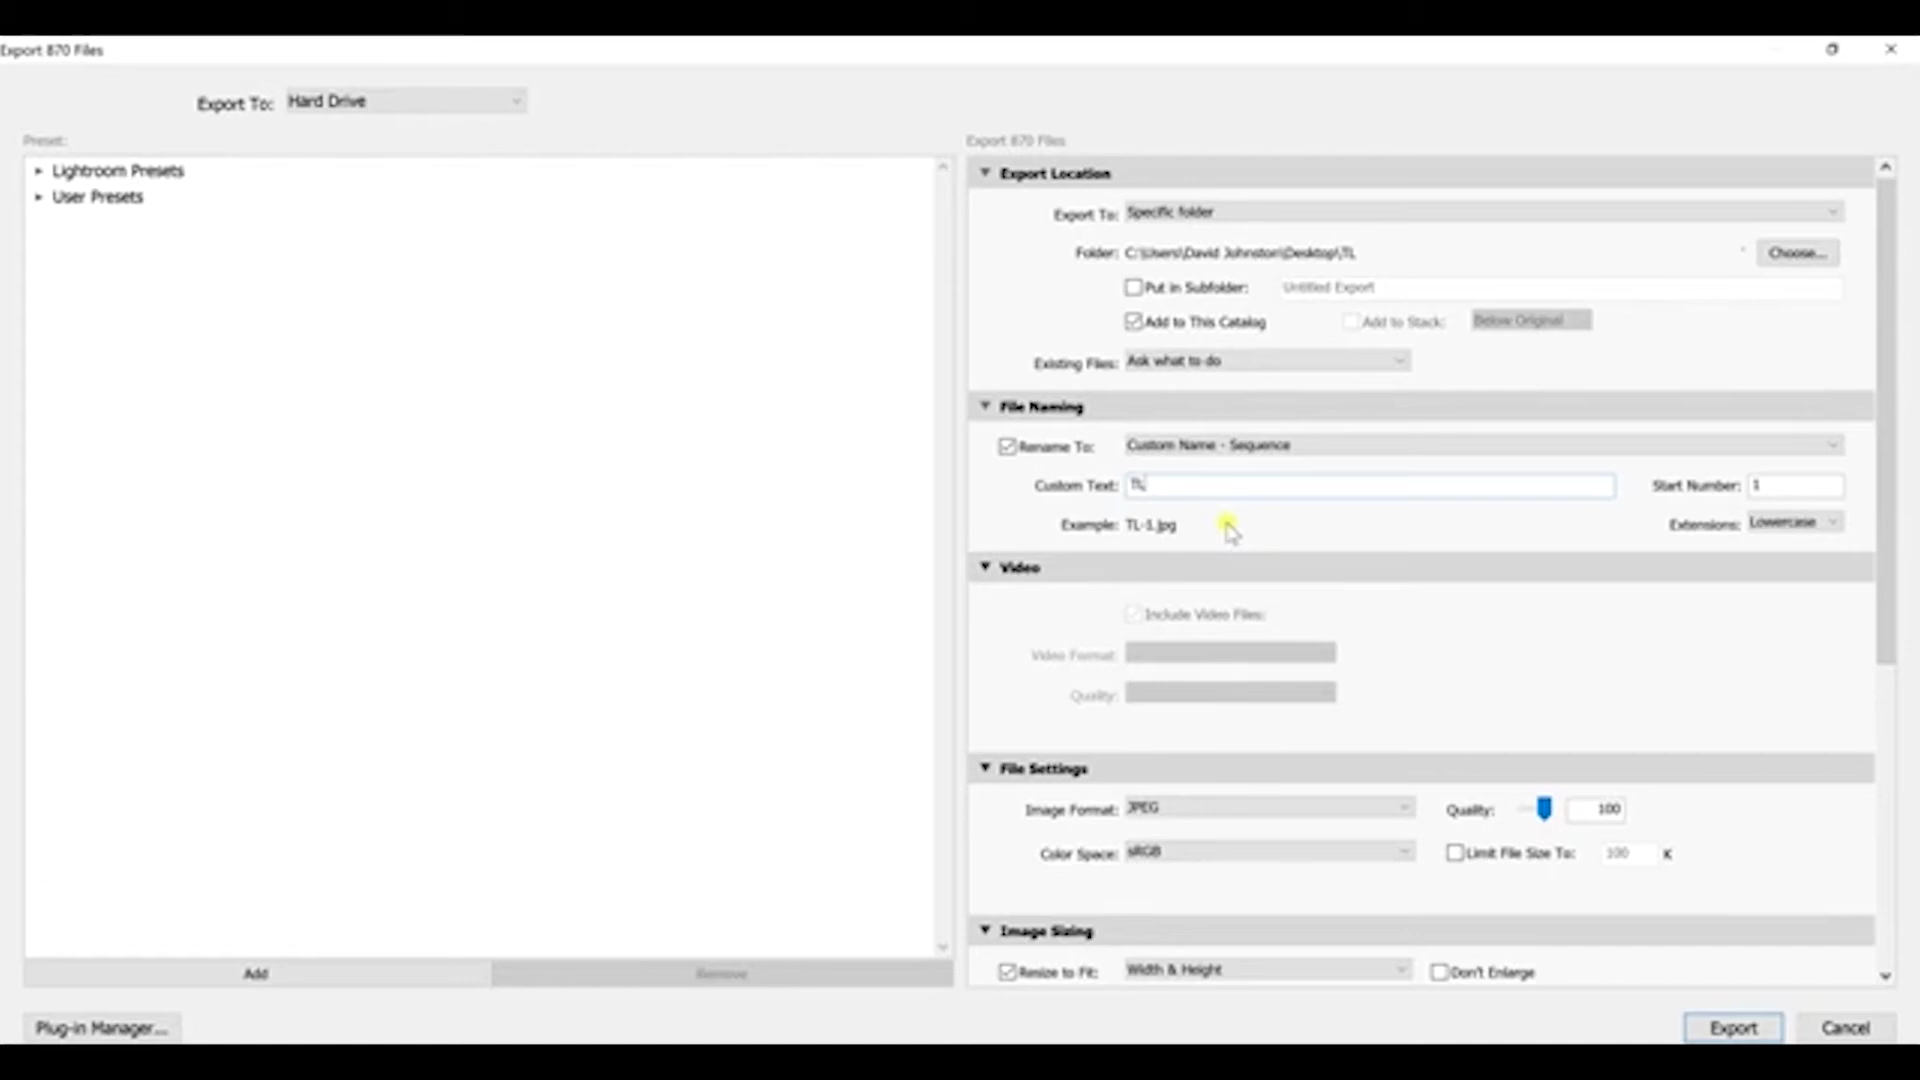 Export 870 Files
Export To: Hard Drive
Preset:
Lightroom Presets
User Presets
Add
Remove
Plug-in Manager...
Export 870 Files
Export Location
Export To: Specific folder
Folder: C:\Users\David Johnston\Desktop\TL
Choose...
Put in Subfolder: Untitled Export
Add to This Catalog Add to Stack: Below Original
Existing Files: Ask what to do
File Naming
Rename To: Custom Name - Sequence
Custom Text: TL Start Number: 1
Example: TL-1.jpg Extensions: Lowercase
Video
Include Video Files:
Video Format:
Quality:
File Settings
Image Format: JPEG Quality: 100
Color Space: sRGB Limit File Size To: 100 K
Image Sizing
Resize to Fit: Width & Height Don't Enlarge
Export Cancel